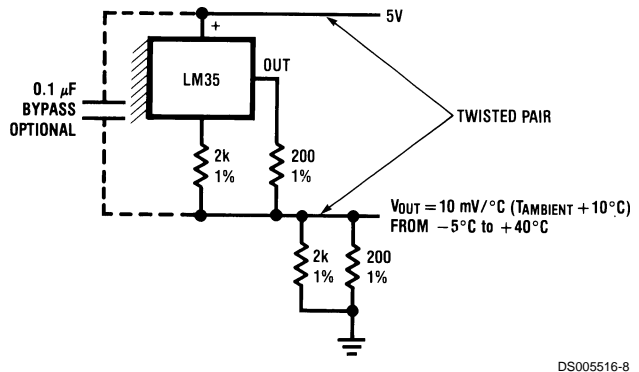 5V
+
OUT
LM35
0.1 µF
BYPASS
OPTIONAL
TWISTED PAIR
2k
1%
200
1%
VOUT = 10 mV/°C (TAMBIENT + 10°C)
FROM −5°C to +40°C
2k
1%
200
1%
DS005516-8